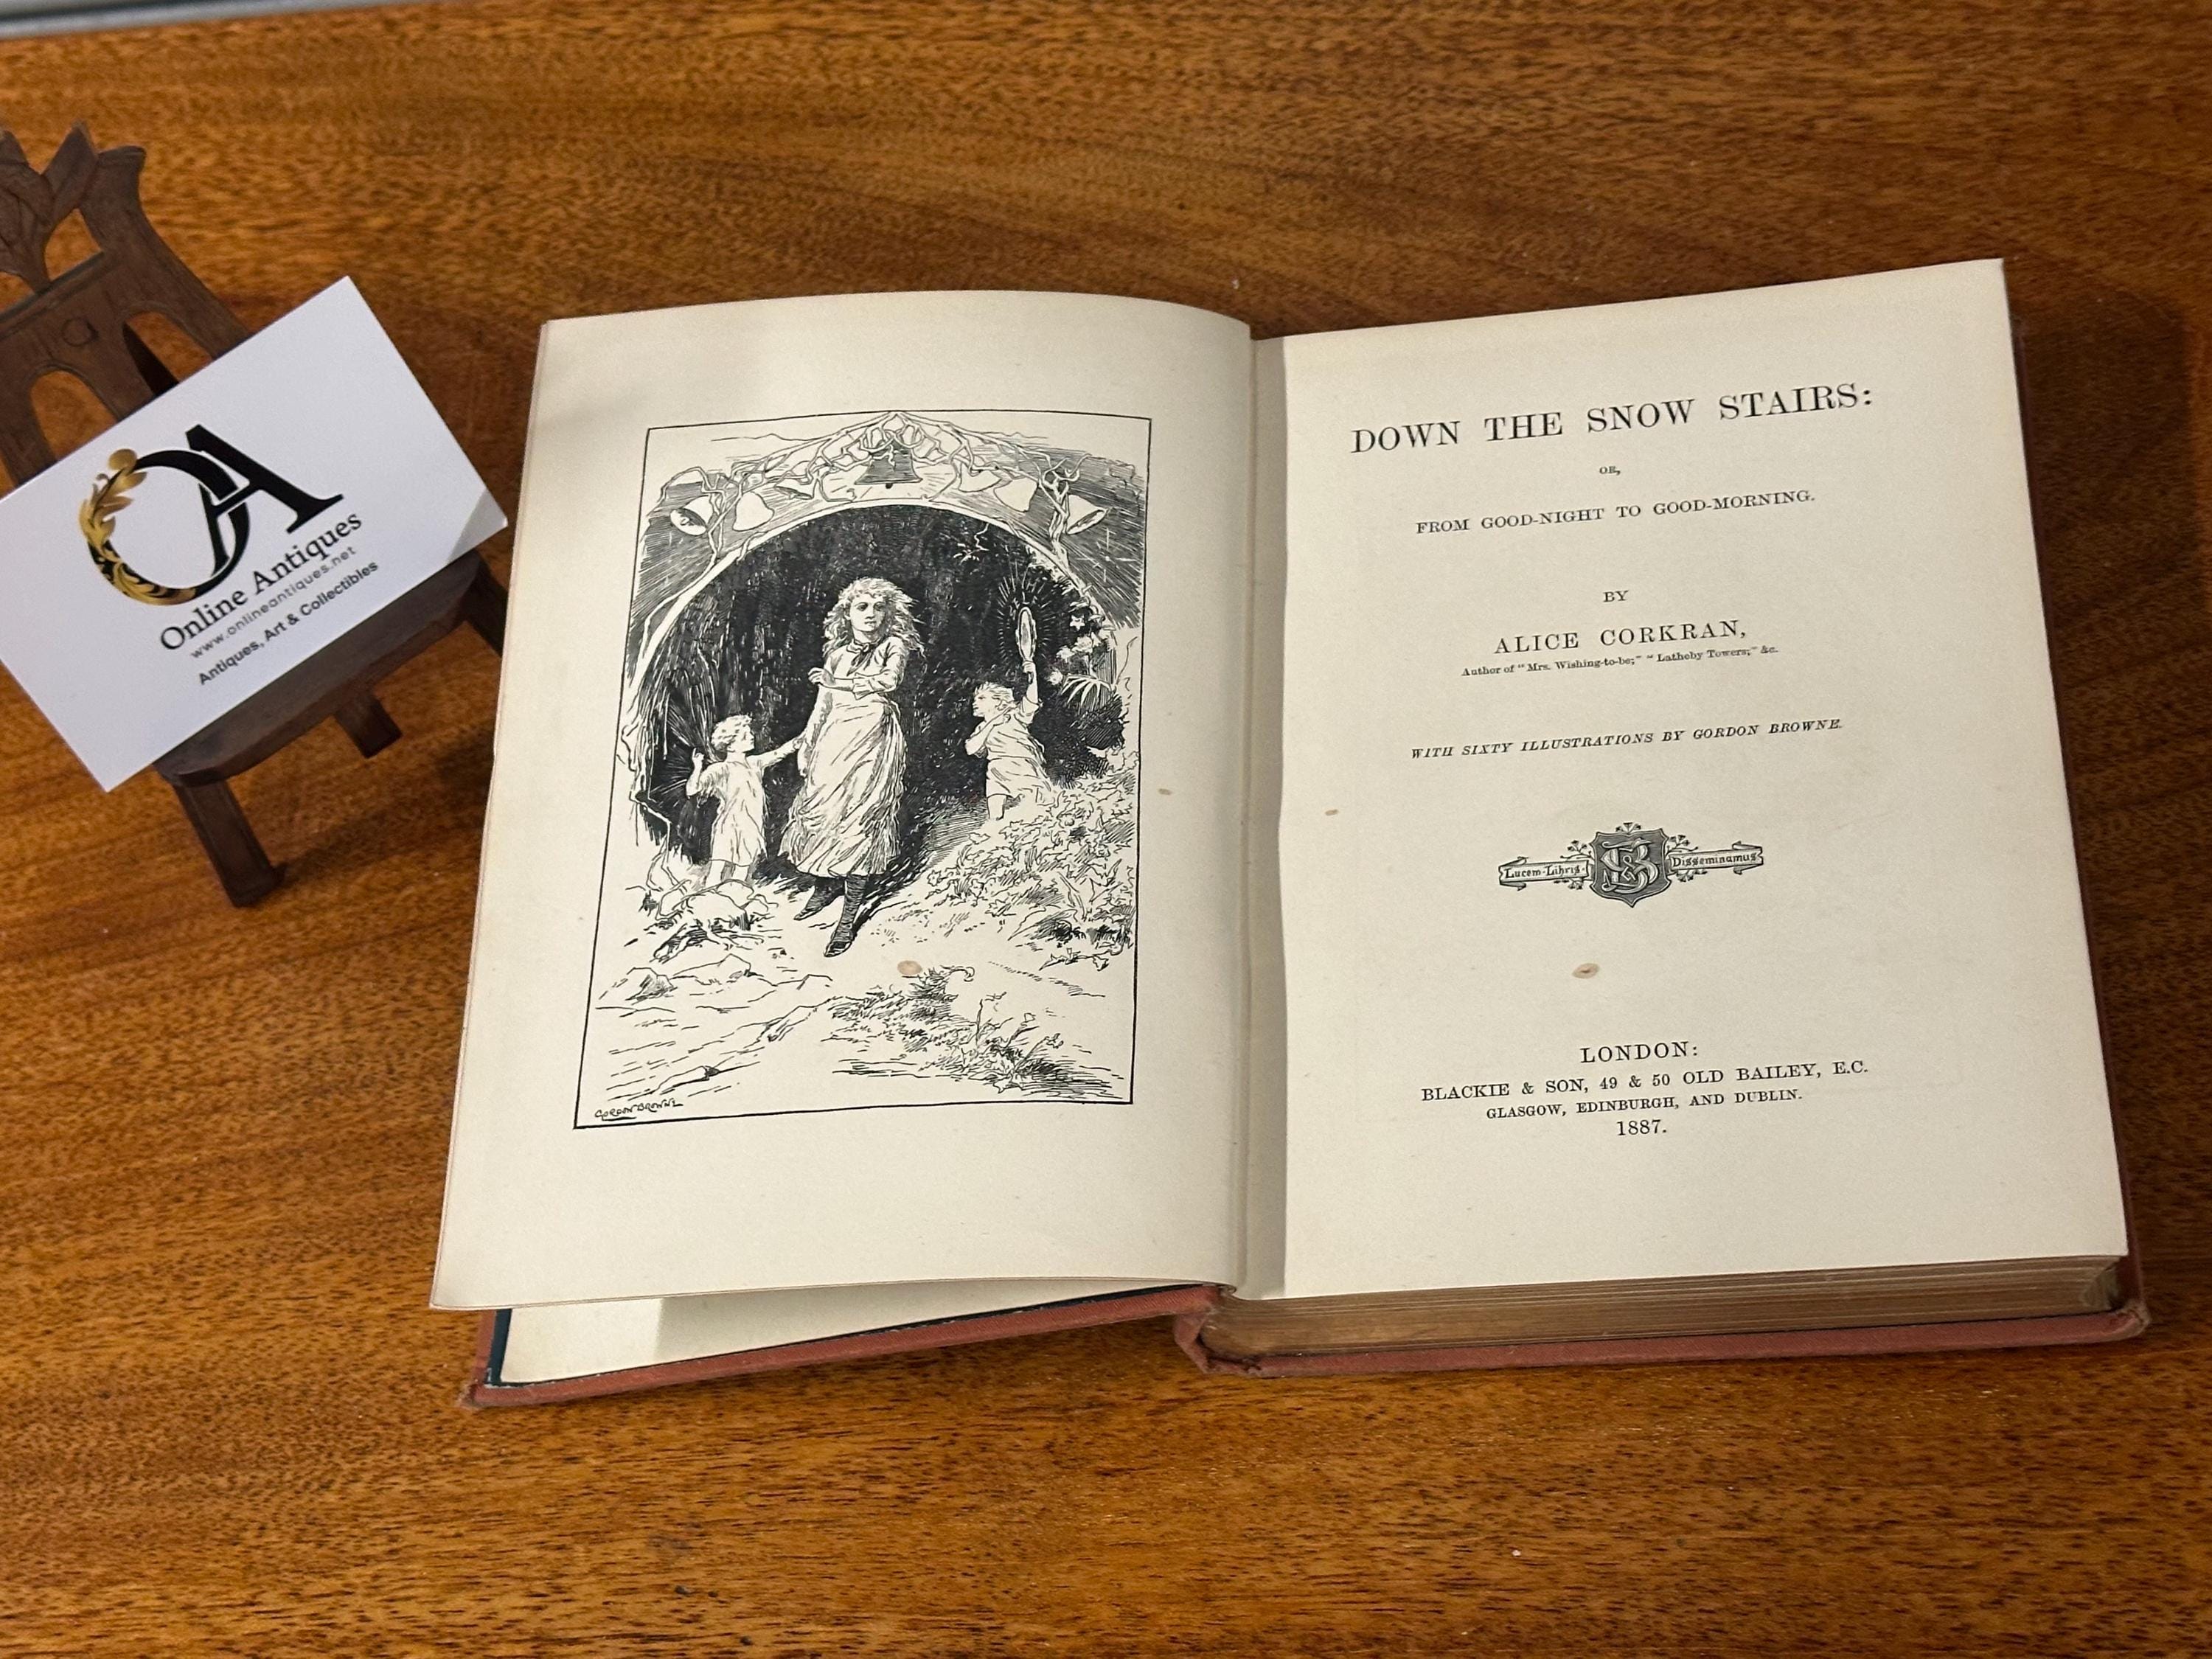 OA
Online Antiques
www.onlineantiques.net
Antiques, Art & Collectibles
GORDON BROWNE
DOWN THE SNOW STAIRS:
OR,
FROM GOOD-NIGHT TO GOOD-MORNING.
BY
ALICE CORKRAN,
Author of "Mrs. Wishing-to-be;" "Latheby Towers;" &c.
WITH SIXTY ILLUSTRATIONS BY GORDON BROWNE.
Lucem Libris B&S Disseminamus
LONDON:
BLACKIE & SON, 49 & 50 OLD BAILEY, E.C.
GLASGOW, EDINBURGH, AND DUBLIN.
1887.